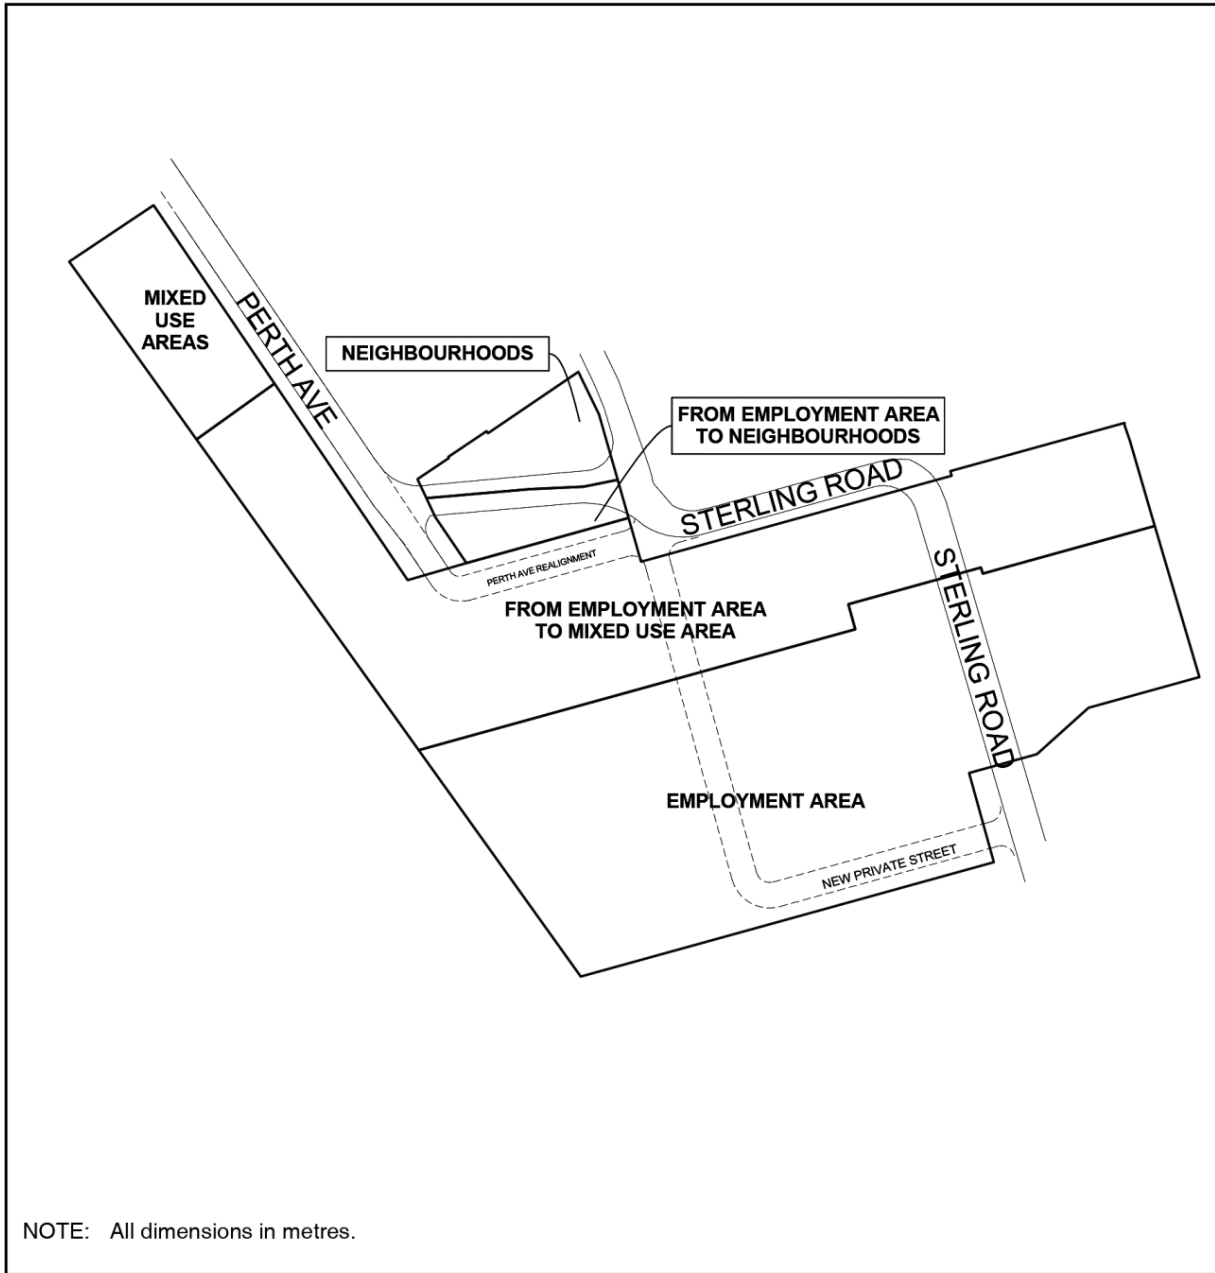 MIXED
USE
AREAS
PERTH AVE
NEIGHBOURHOODS
FROM EMPLOYMENT AREA
TO NEIGHBOURHOODS
STERLING ROAD
STERLING ROAD
PERTH AVE REALIGNMENT
FROM EMPLOYMENT AREA
TO MIXED USE AREA
EMPLOYMENT AREA
NEW PRIVATE STREET
NOTE: All dimensions in metres.